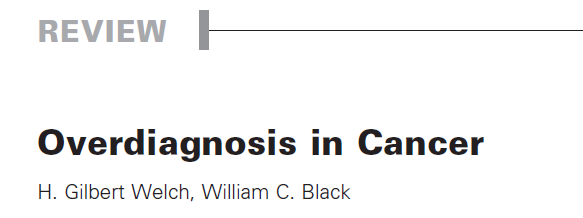 REVIEW
Overdiagnosis in Cancer
H. Gilbert Welch, William C. Black